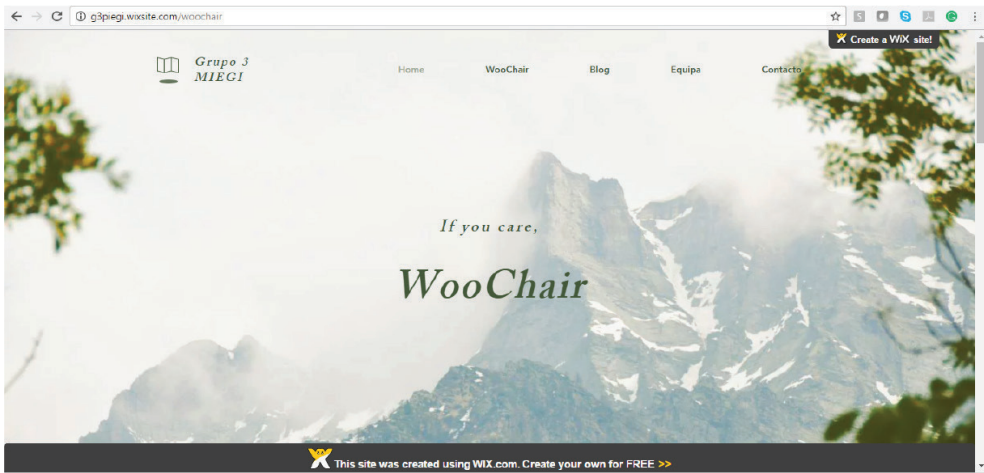 g3piegi.wixsite.com/woochair
Create a WiX site!
Grupo 3
MIEGI
Home WooChair Blog Equipa Contacto
If you care,
WooChair
This site was created using WIX.com. Create your own for FREE >>